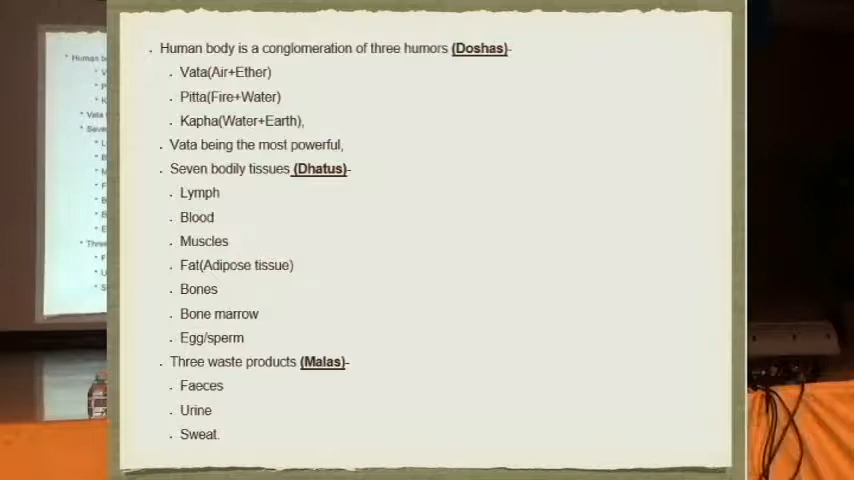 Human body is a conglomeration of three humors (Doshas)-
Vata(Air+Ether)
Pitta(Fire+Water)
Kapha(Water+Earth),
Vata being the most powerful,
Seven bodily tissues (Dhatus)-
Lymph
Blood
Muscles
Fat(Adipose tissue)
Bones
Bone marrow
Egg/sperm
Three waste products (Malas)-
Faeces
Urine
Sweat.